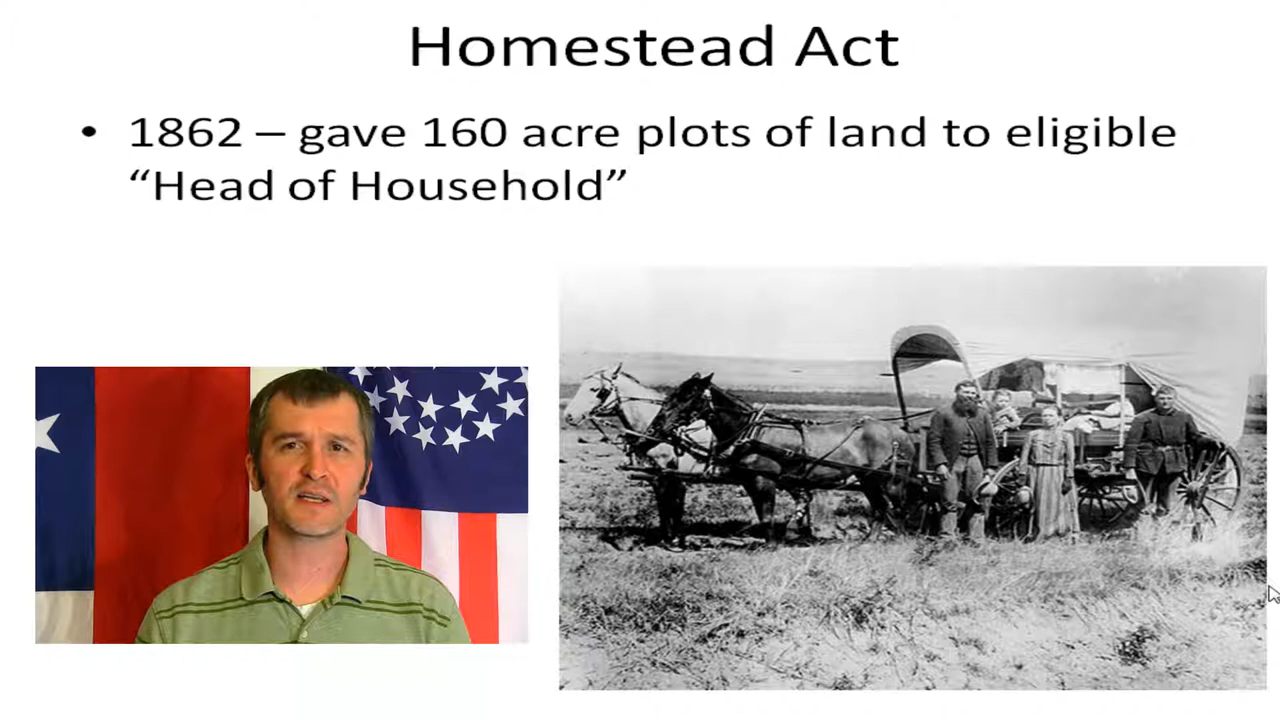 Homestead Act
• 1862 – gave 160 acre plots of land to eligible
“Head of Household”